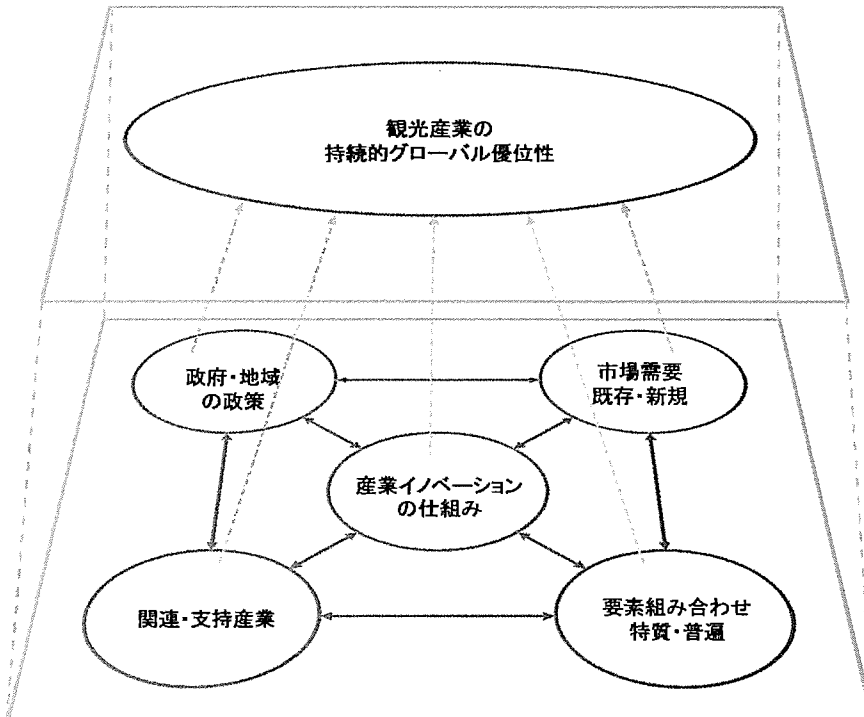 観光産業の
持続的グローバル優位性
政府・地域
の政策
市場需要
既存・新規
産業イノベーション
の仕組み
関連・支持産業
要素組み合わせ
特質・普遍